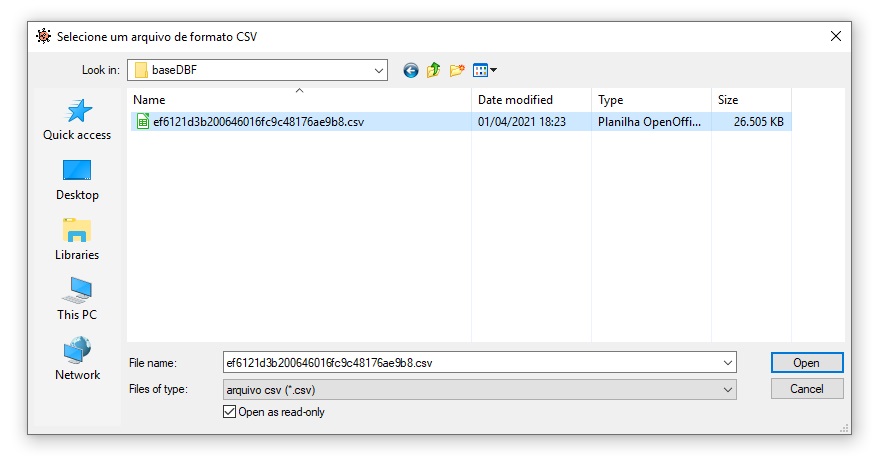 Selecione um arquivo de formato CSV
Look in: baseDBF
Name Date modified Type Size
ef6121d3b200646016fc9c48176ae9b8.csv 01/04/2021 18:23 Planilha OpenOffi... 26.505 KB
Quick access
Desktop
Libraries
This PC
Network
File name: ef6121d3b200646016fc9c48176ae9b8.csv Open
Files of type: arquivo csv (*.csv) Cancel
Open as read-only